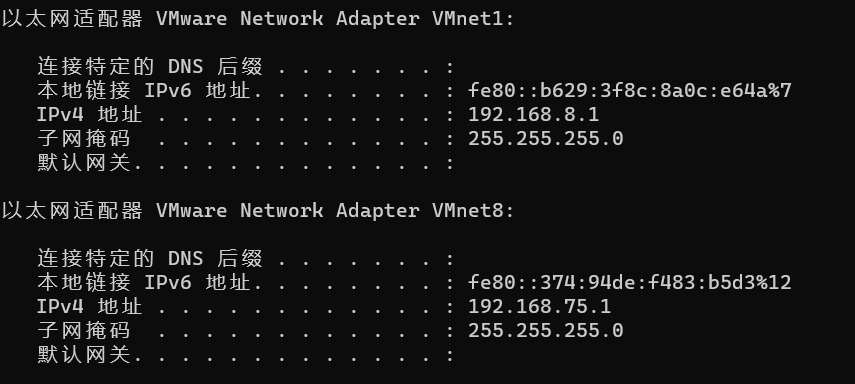 以太网适配器 VMware Network Adapter VMnet1:
连接特定的 DNS 后缀 . . . . . . . :
本地链接 IPv6 地址. . . . . . . . : fe80::b629:3f8c:8a0c:e64a%7
IPv4 地址 . . . . . . . . . . . . : 192.168.8.1
子网掩码  . . . . . . . . . . . . : 255.255.255.0
默认网关. . . . . . . . . . . . . :
以太网适配器 VMware Network Adapter VMnet8:
连接特定的 DNS 后缀 . . . . . . . :
本地链接 IPv6 地址. . . . . . . . : fe80::374:94de:f483:b5d3%12
IPv4 地址 . . . . . . . . . . . . : 192.168.75.1
子网掩码  . . . . . . . . . . . . : 255.255.255.0
默认网关. . . . . . . . . . . . . :